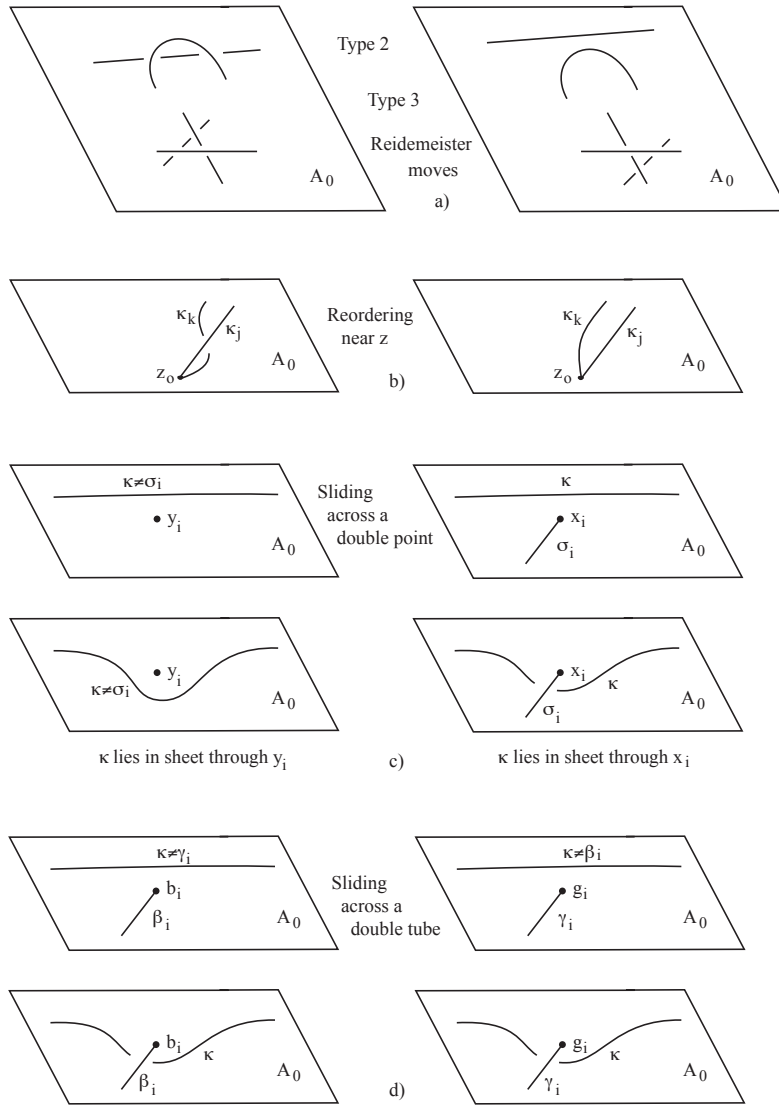 Type 2
Type 3
Reidemeister
moves
A0
A0
a)
κk
κj
zo
A0
Reordering
near z
b)
κk
κj
zo
A0
κ≠σi
yi
A0
Sliding
across a
double point
κ
xi
σi
A0
yi
κ≠σi
A0
xi
κ
σi
A0
κ lies in sheet through yi
c)
κ lies in sheet through xi
κ≠γi
bi
βi
A0
Sliding
across a
double tube
κ≠βi
gi
γi
A0
bi
κ
βi
A0
d)
gi
κ
γi
A0